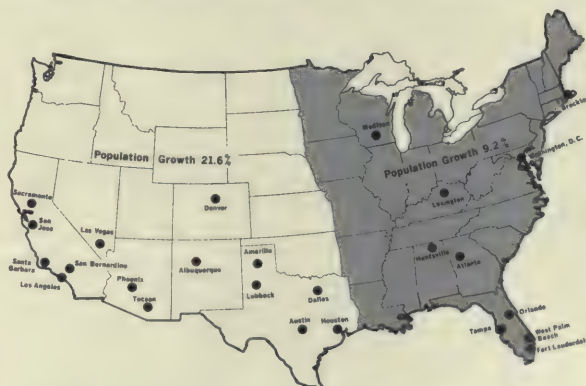 Population Growth 21.6%
Population Growth 9.2%
Madison
Brockton
Washington, D.C.
Lexington
Sacramento
San
Jose
Las Vegas
Denver
Santa
Barbara
San Bernardino
Los Angeles
Phoenix
Tucson
Albuquerque
Amarillo
Lubbock
Dallas
Austin
Houston
Huntsville
Atlanta
Orlando
Tampa
West Palm
Beach
Fort Lauderdale